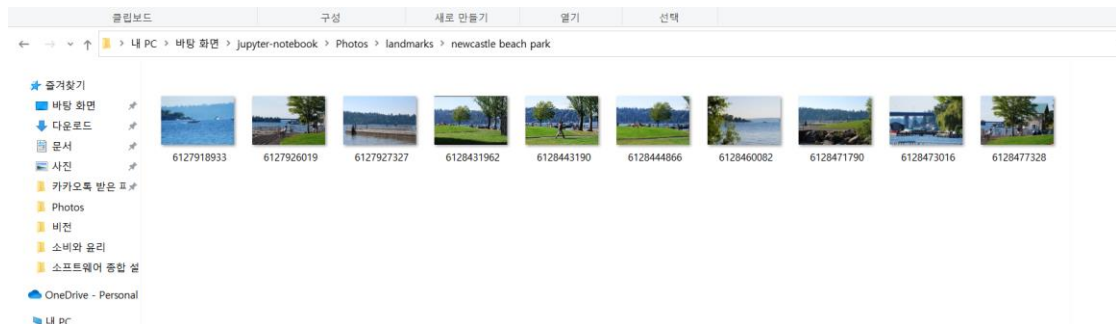 클립보드 구성 새로 만들기 열기 선택
내 PC > 바탕 화면 > jupyter-notebook > Photos > landmarks > newcastle beach park
즐겨찾기
바탕 화면
다운로드
문서
사진
카카오톡 받은 파
Photos
비전
소비와 윤리
소프트웨어 종합 설
OneDrive - Personal
내 PC
6127918933 6127926019 6127927327 6128431962 6128443190 6128444866 6128460082 6128471790 6128473016 6128477328